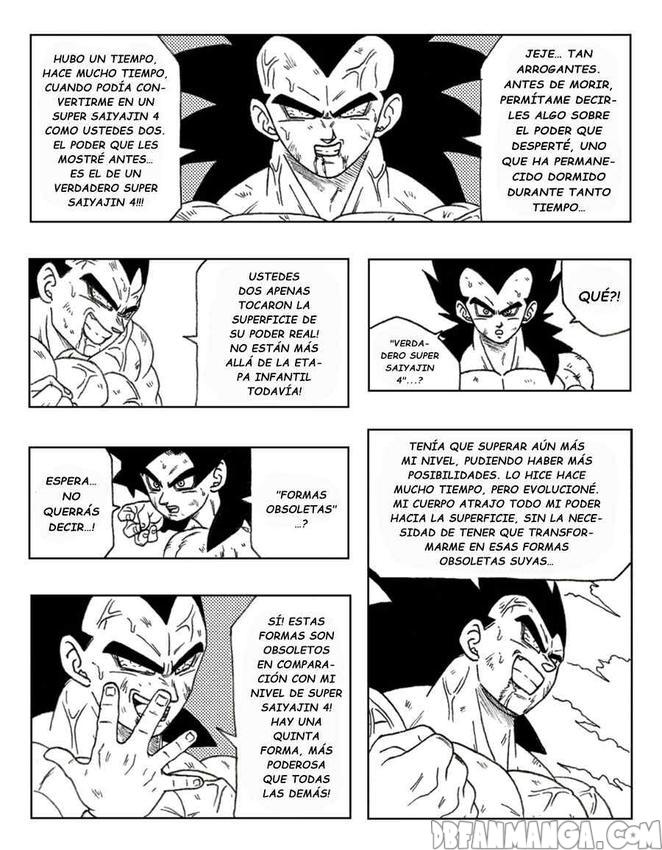 JEJE... TAN
ARROGANTES.
ANTES DE MORIR,
PERMÍTAME DECIR-
LES ALGO SOBRE
EL PODER QUE
DESPERTÉ, UNO
QUE HA PERMANE-
CIDO DORMIDO
DURANTE TANTO
TIEMPO...
HUBO UN TIEMPO,
HACE MUCHO TIEMPO,
CUANDO PODÍA CON-
VERTIRME EN UN
SUPER SAIYAJIN 4
COMO USTEDES DOS.
EL PODER QUE LES
MOSTRÉ ANTES...
ES EL DE UN
VERDADERO SUPER
SAIYAJIN 4!!!
QUÉ?!
"VERDA-
DERO SUPER
SAIYAJIN
4"...?
USTEDES
DOS APENAS
TOCARON LA
SUPERFICIE DE
SU PODER REAL!
NO ESTÁN MÁS
ALLÁ DE LA ETA-
PA INFANTIL
TODAVÍA!
TENÍA QUE SUPERAR AÚN MÁS
MI NIVEL, PUDIENDO HABER MÁS
POSIBILIDADES. LO HICE HACE
MUCHO TIEMPO, PERO EVOLUCIONÉ.
MI CUERPO ATRAJO TODO MI PODER
HACIA LA SUPERFICIE, SIN LA NECE-
SIDAD DE TENER QUE TRANSFOR-
MARME EN ESAS FORMAS
OBSOLETAS SUYAS...
"FORMAS
OBSOLETAS"
...?
ESPERA...
NO
QUERRÁS
DECIR...!
SÍ! ESTAS
FORMAS SON
OBSOLETOS
EN COMPARA-
CIÓN CON MI
NIVEL DE SUPER
SAIYAJIN 4!
HAY UNA
QUINTA
FORMA, MÁS
PODEROSA
QUE TODAS
LAS DEMÁS!
DBFANMANGA.COM